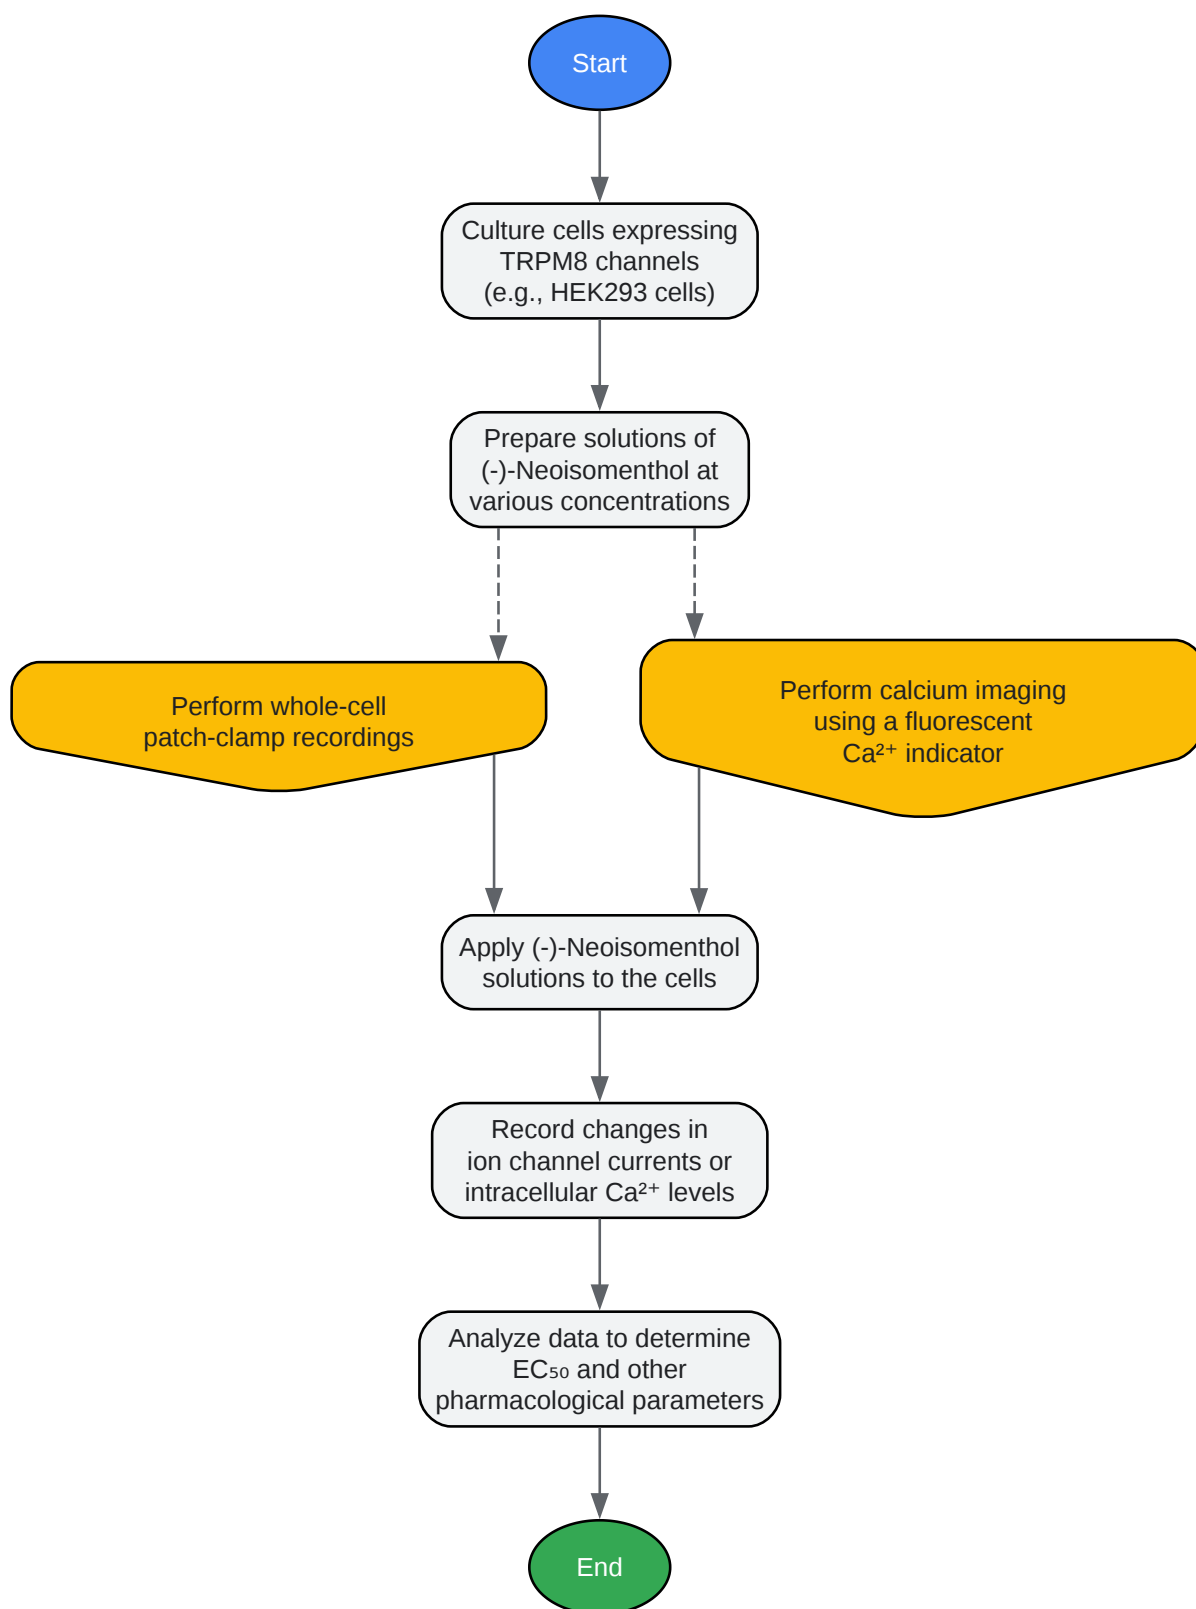 Start
Culture cells expressing
TRPM8 channels
(e.g., HEK293 cells)
Prepare solutions of
(-)-Neoisomenthol at
various concentrations
Perform whole-cell
patch-clamp recordings
Perform calcium imaging
using a fluorescent
Ca²⁺ indicator
Apply (-)-Neoisomenthol
solutions to the cells
Record changes in
ion channel currents or
intracellular Ca²⁺ levels
Analyze data to determine
EC₅₀ and other
pharmacological parameters
End